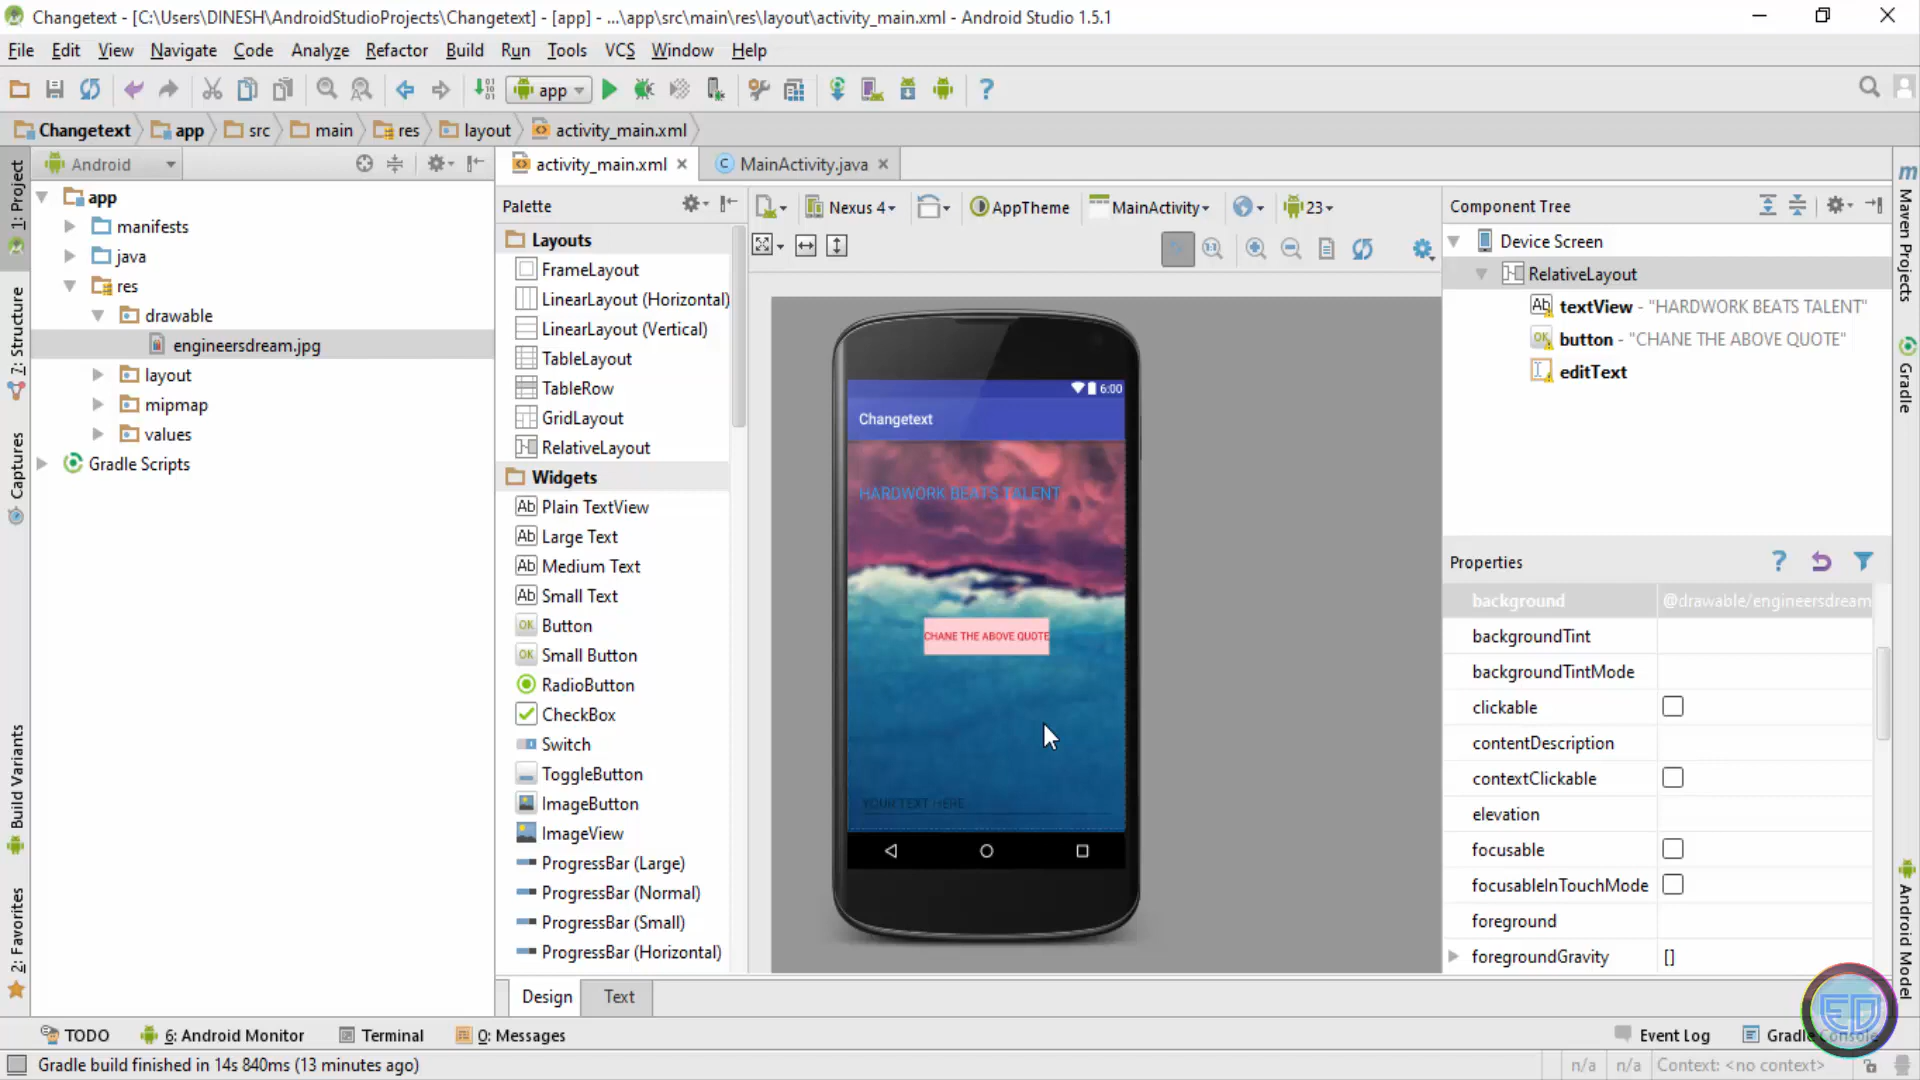 Changetext - [C:\Users\DINESH\AndroidStudioProjects\Changetext] - [app] - ...\app\src\main\res\layout\activity_main.xml - Android Studio 1.5.1
File Edit View Navigate Code Analyze Refactor Build Run Tools VCS Window Help
app
Changetext app src main res layout activity_main.xml
1: Project
7: Structure
Captures
Build Variants
2: Favorites
Android
app
manifests
java
res
drawable
engineersdream.jpg
layout
mipmap
values
Gradle Scripts
activity_main.xml MainActivity.java
Palette
Layouts
FrameLayout
LinearLayout (Horizontal)
LinearLayout (Vertical)
TableLayout
TableRow
GridLayout
RelativeLayout
Widgets
Plain TextView
Large Text
Medium Text
Small Text
Button
Small Button
RadioButton
CheckBox
Switch
ToggleButton
ImageButton
ImageView
ProgressBar (Large)
ProgressBar (Normal)
ProgressBar (Small)
ProgressBar (Horizontal)
Nexus 4 AppTheme MainActivity 23
6:00
Changetext
HARDWORK BEATS TALENT
CHANE THE ABOVE QUOTE
YOUR TEXT HERE
Design Text
Component Tree
Device Screen
RelativeLayout
textView - "HARDWORK BEATS TALENT"
button - "CHANE THE ABOVE QUOTE"
editText
Properties
background @drawable/engineersdream
backgroundTint
backgroundTintMode
clickable
contentDescription
contextClickable
elevation
focusable
focusableInTouchMode
foreground
foregroundGravity []
Maven Projects
Gradle
Android Model
TODO 6: Android Monitor Terminal 0: Messages Event Log Gradle Console
ED
Gradle build finished in 14s 840ms (13 minutes ago) n/a n/a Context: <no context>